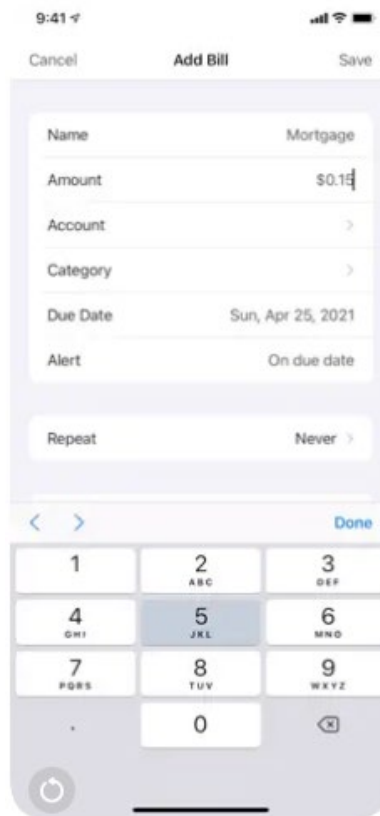 9:41
Cancel Add Bill Save
Name Mortgage
Amount $0.15
Account
Category
Due Date Sun, Apr 25, 2021
Alert On due date
Repeat Never
Done
1 2 3
ABC DEF
4 5 6
GHI JKL MNO
7 8 9
PQRS TUV WXYZ
. 0